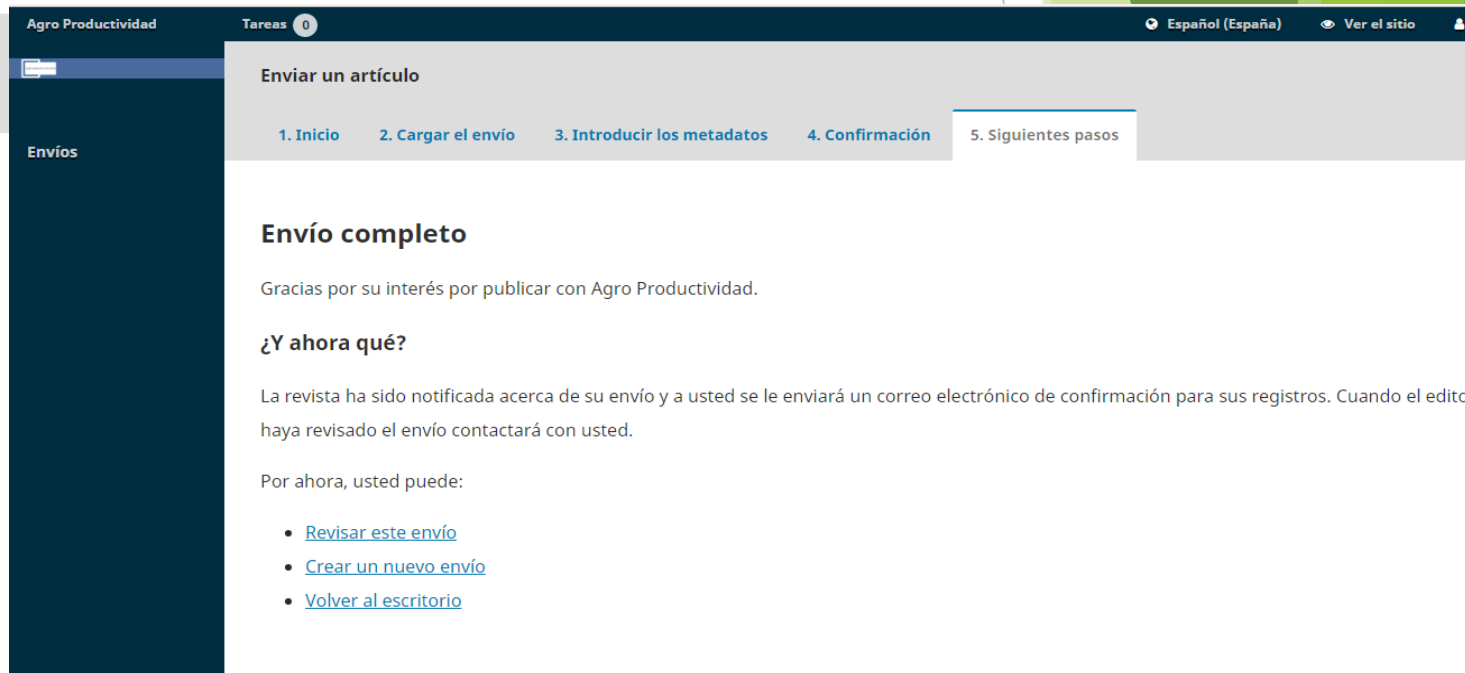 Agro Productividad
Tareas 0
Español (España)
Ver el sitio
Enviar un artículo
1. Inicio
2. Cargar el envío
3. Introducir los metadatos
4. Confirmación
5. Siguientes pasos
Envíos
Envío completo
Gracias por su interés por publicar con Agro Productividad.
¿Y ahora qué?
La revista ha sido notificada acerca de su envío y a usted se le enviará un correo electrónico de confirmación para sus registros. Cuando el edito
haya revisado el envío contactará con usted.
Por ahora, usted puede:
Revisar este envío
Crear un nuevo envío
Volver al escritorio